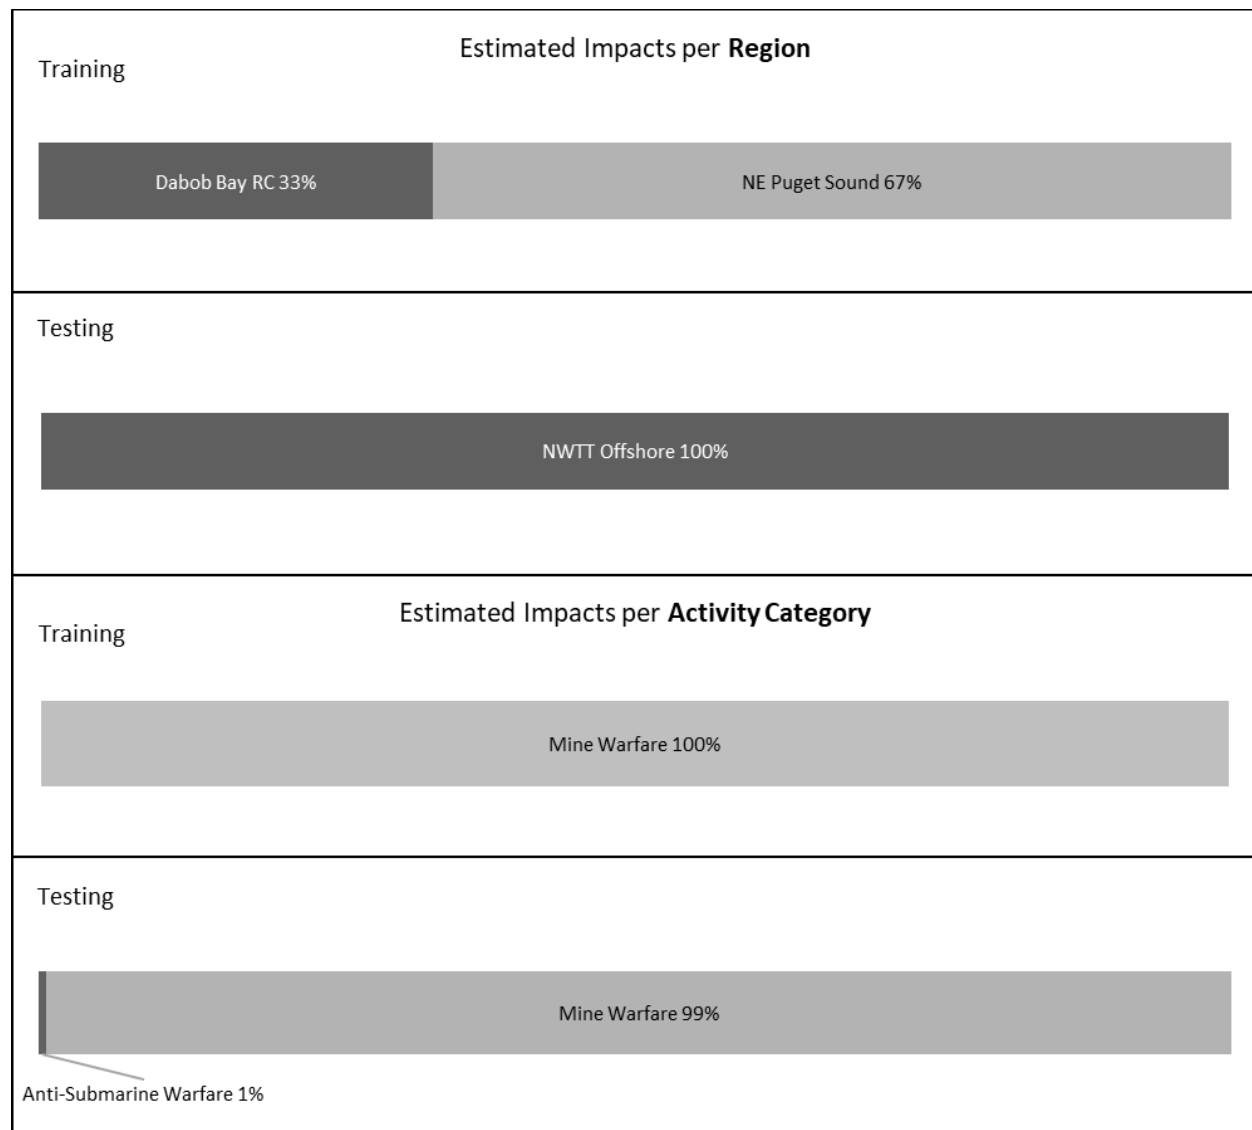 Estimated Impacts per Region
Training
Dabob Bay RC 33%
NE Puget Sound 67%
Testing
NWTT Offshore 100%
Estimated Impacts per Activity Category
Training
Mine Warfare 100%
Testing
Mine Warfare 99%
Anti-Submarine Warfare 1%